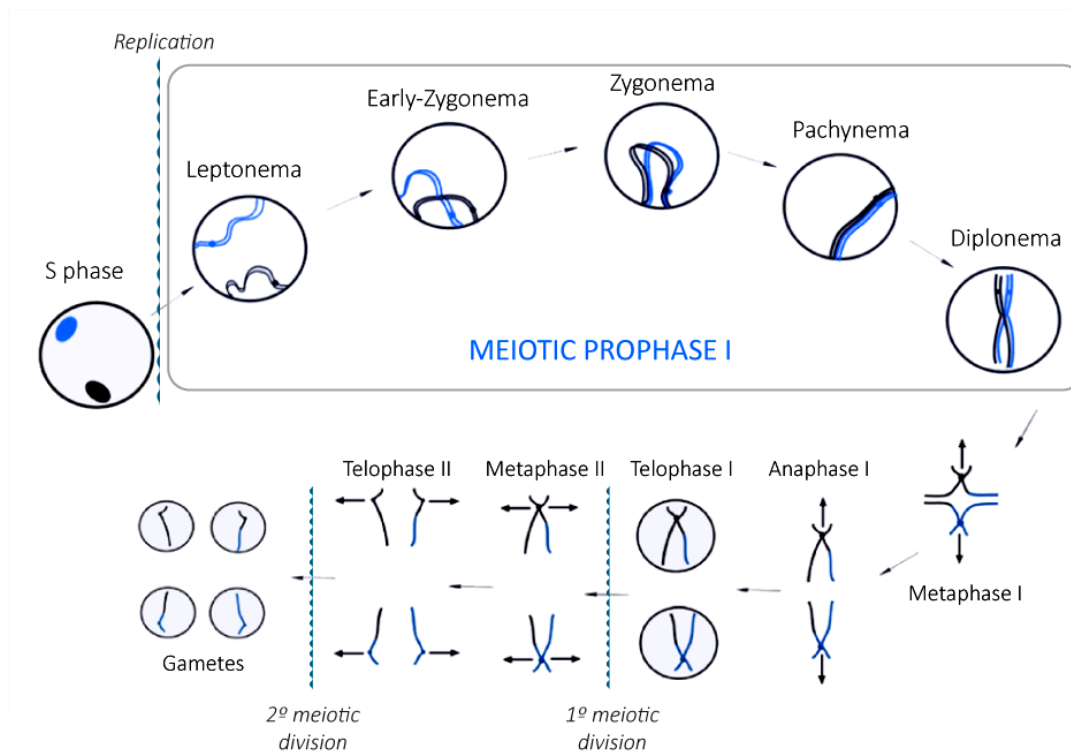 Replication
Early-Zygonema
Zygonema
Pachynema
Leptonema
Diplonema
S phase
MEIOTIC PROPHASE I
Telophase II
Metaphase II
Telophase I
Anaphase I
Metaphase I
Gametes
2º meiotic
division
1º meiotic
division